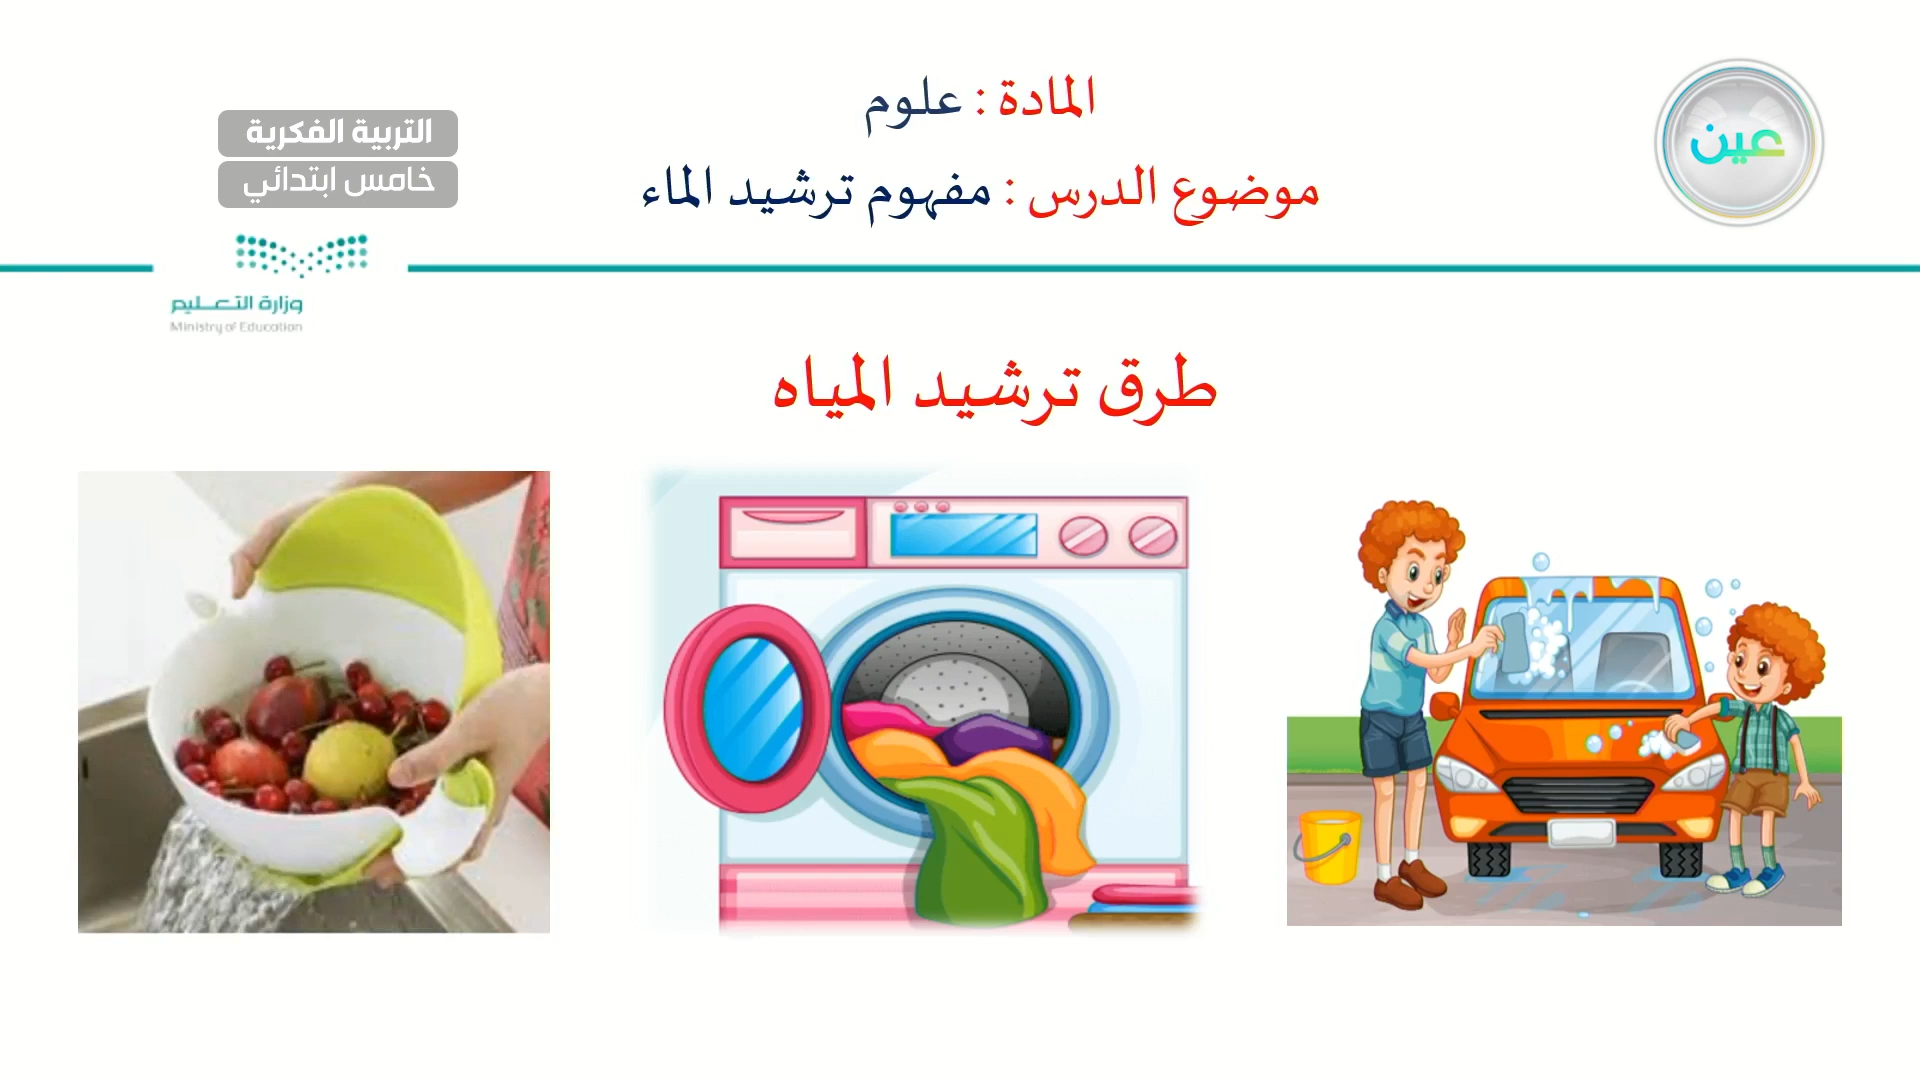 المادة : علوم
موضوع الدرس : مفهوم ترشيد الماء
عين
التربية الفكرية
خامس ابتدائي
وزارة التعليم
Ministry of Education
طرق ترشيد المياه